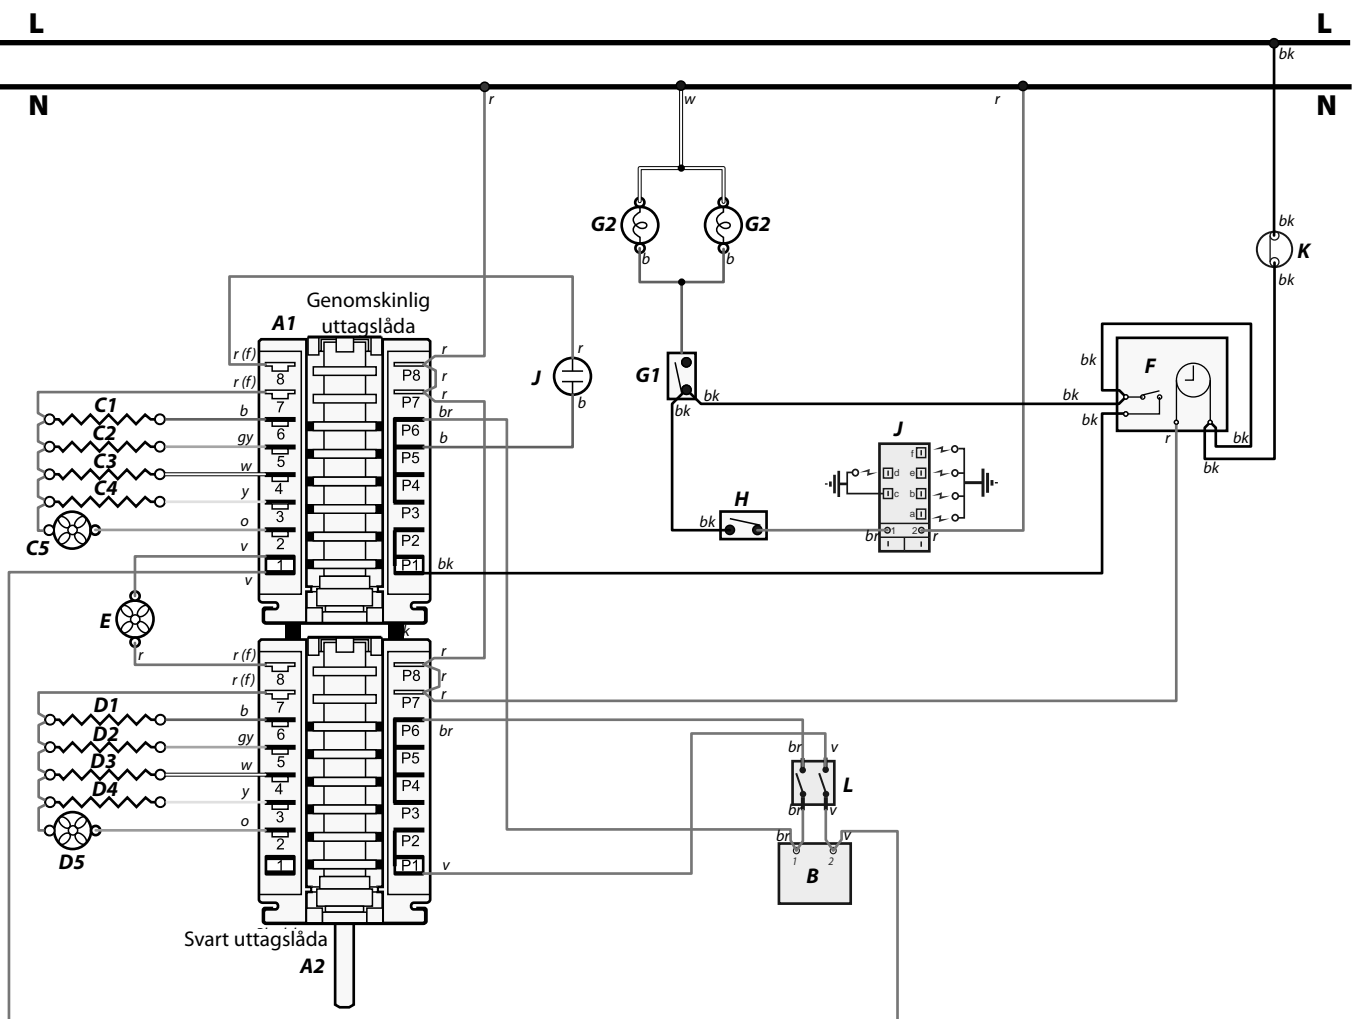 L L
bk
N r w r N
G2 G2
b b
bk
K
bk
Genomskinlig
uttagslåda
A1
r (f) 8 P8 r
r
J r
b
r (f) 7 P7 r
G1
bk bk bk
bk F
bk
r bk
bk
C1 b 6 P6 br
C2 gy 5 P5 b
C3 w 4 P4
C4 y 3 P3
C5 o 2 P2
v 1 P1 bk
v
J
f
d e
c b
a
H
bk br 1 2 r
E
r
k
r (f) 8 P8 r
r
r (f) 7 P7 r
D1 b 6 P6 br
D2 gy 5 P5
D3 w 4 P4
D4 y 3 P3
D5 o 2 P2
1 P1 v
br v
L
br v
br v
1 2
B
Svart uttagslåda
A2